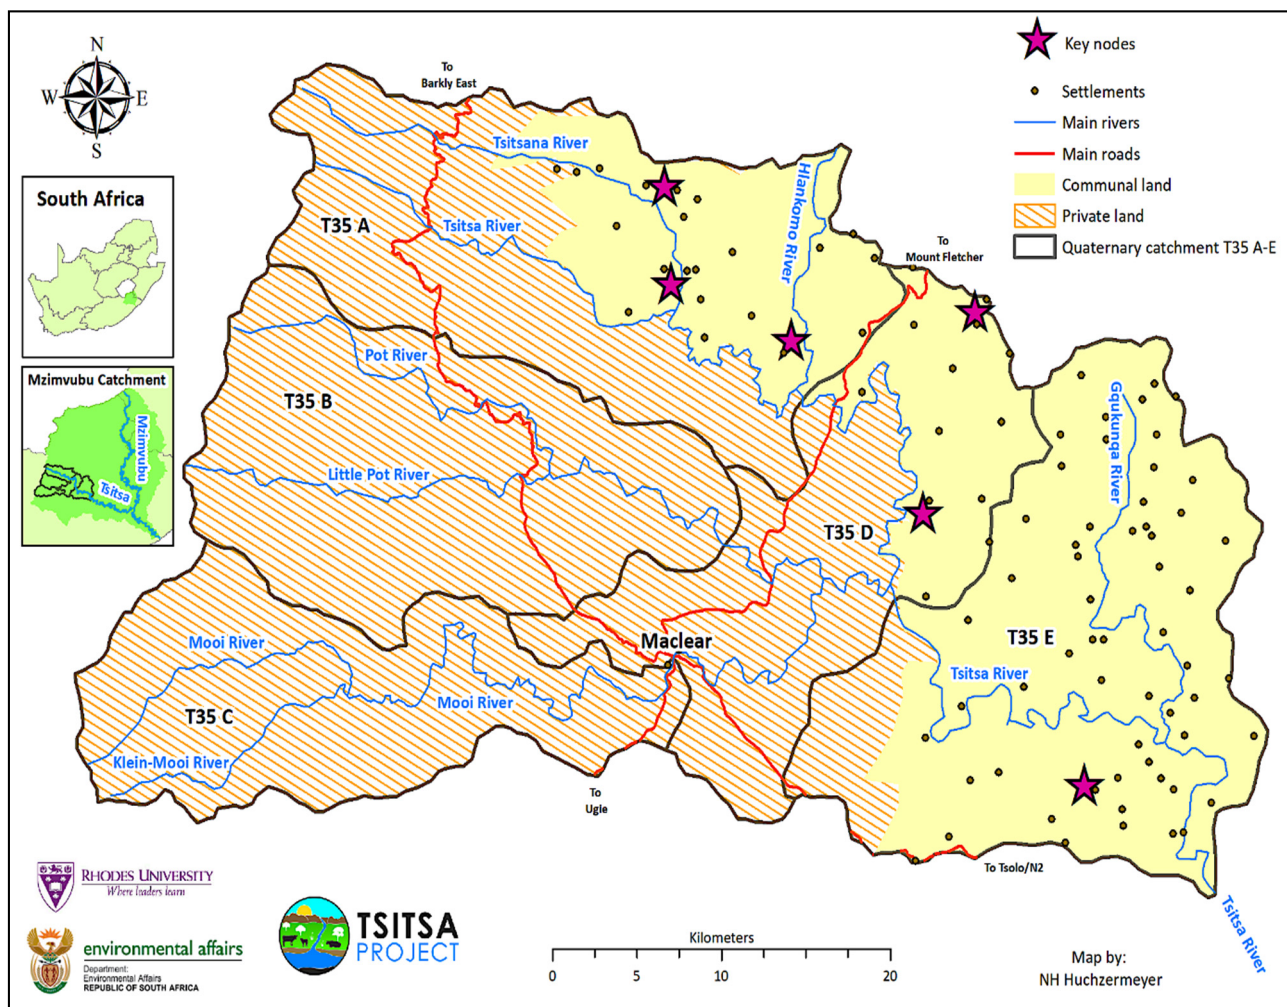 N
W
E
S
To
Barkly East
Key nodes
Settlements
Main rivers
Main roads
Communal land
Private land
Quaternary catchment T35 A-E
South Africa
Mzimvubu Catchment
Mzimvubu
Tsitsa
Tsitsana River
Hlankomo River
T35 A
Tsitsa River
To
Mount Fletcher
Pot River
T35 B
Gqukunqa River
Little Pot River
T35 D
Maclear
T35 E
Mooi River
Tsitsa River
Mooi River
T35 C
Klein-Mooi River
To
Ugie
To Tsolo/N2
Tsitsa River
RHODES UNIVERSITY
Where leaders learn
environmental affairs
Department:
Environmental Affairs
REPUBLIC OF SOUTH AFRICA
TSITSA
PROJECT
Kilometers
0
5
10
20
Map by:
NH Huchzermeyer